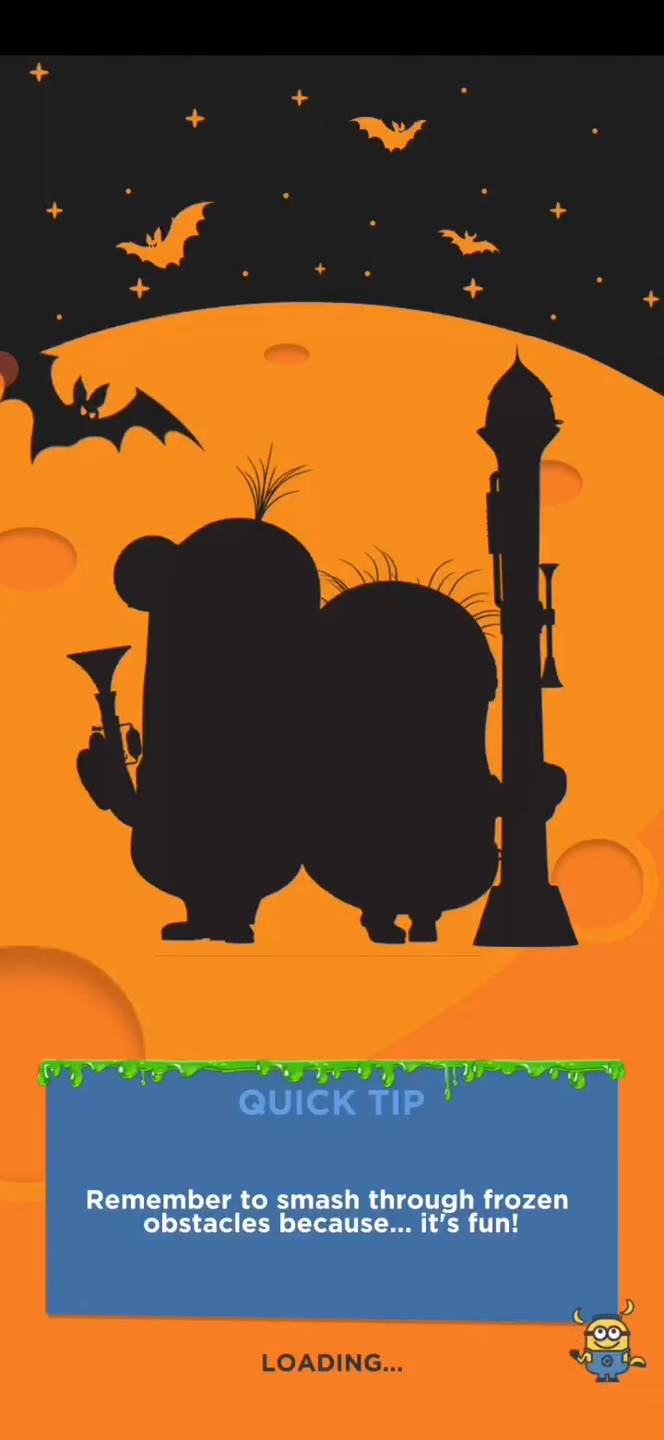 QUICK TIP
Remember to smash through frozen
obstacles because... it's fun!
LOADING...